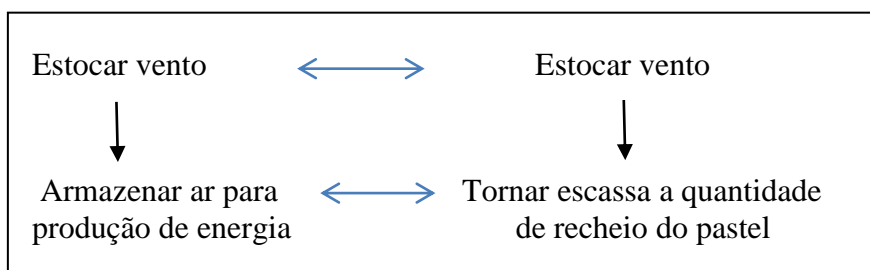 Estocar vento Estocar vento
Armazenar ar para Tornar escassa a quantidade
produção de energia de recheio do pastel